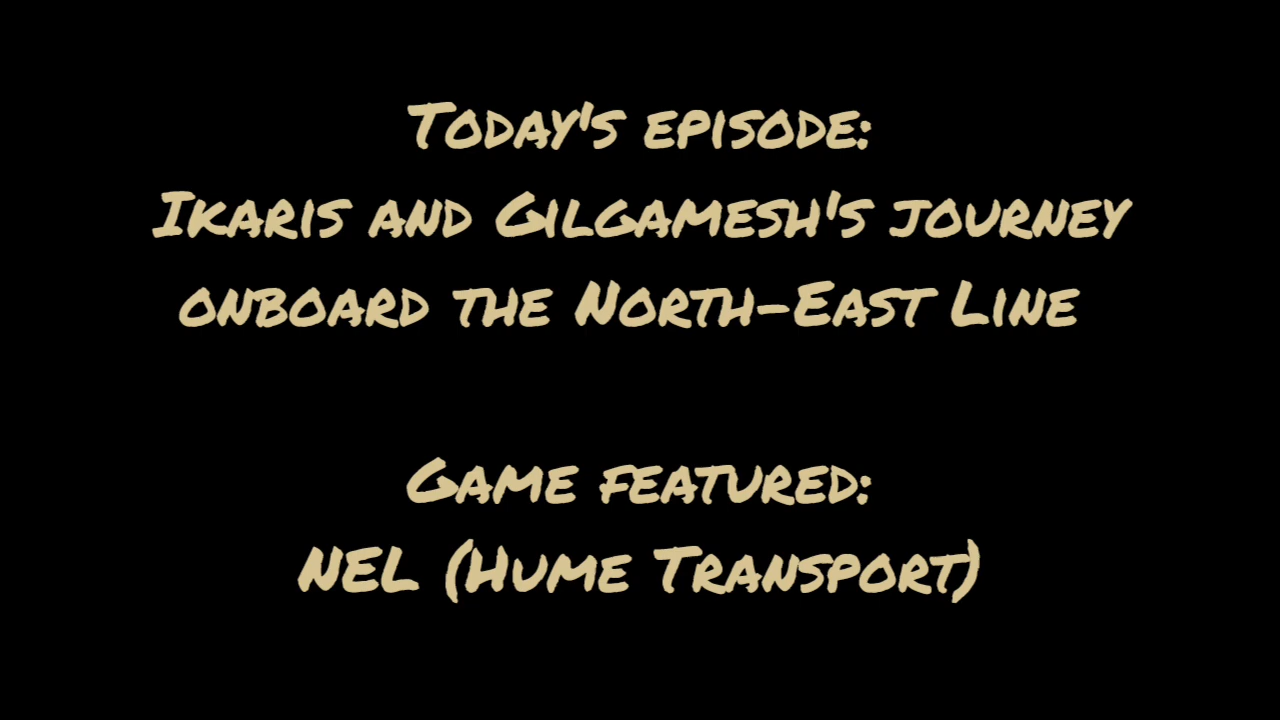 Today's episode:
Ikaris and Gilgamesh's journey
onboard the North-East Line
Game featured:
NEL (Hume Transport)